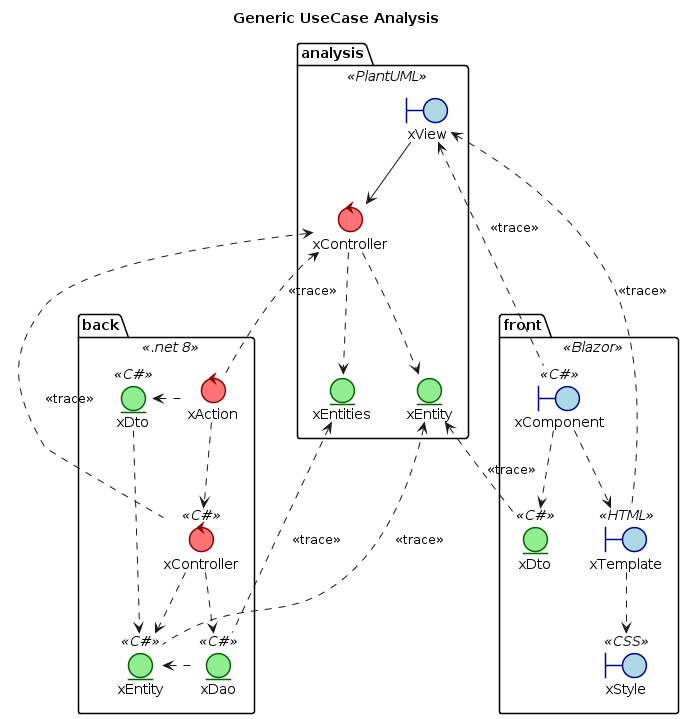 Generic UseCase Analysis
analysis
«PlantUML»
xView
xController
«trace»
«trace»
«trace»
back
«.net 8»
front
«Blazor»
«C#»
xDto
xAction
xEntities
xEntity
«C#»
xComponent
«trace»
«trace»
«C#»
xController
«C#»
xDto
«HTML»
xTemplate
«trace»
«trace»
«C#»
xEntity
«C#»
xDao
«CSS»
xStyle